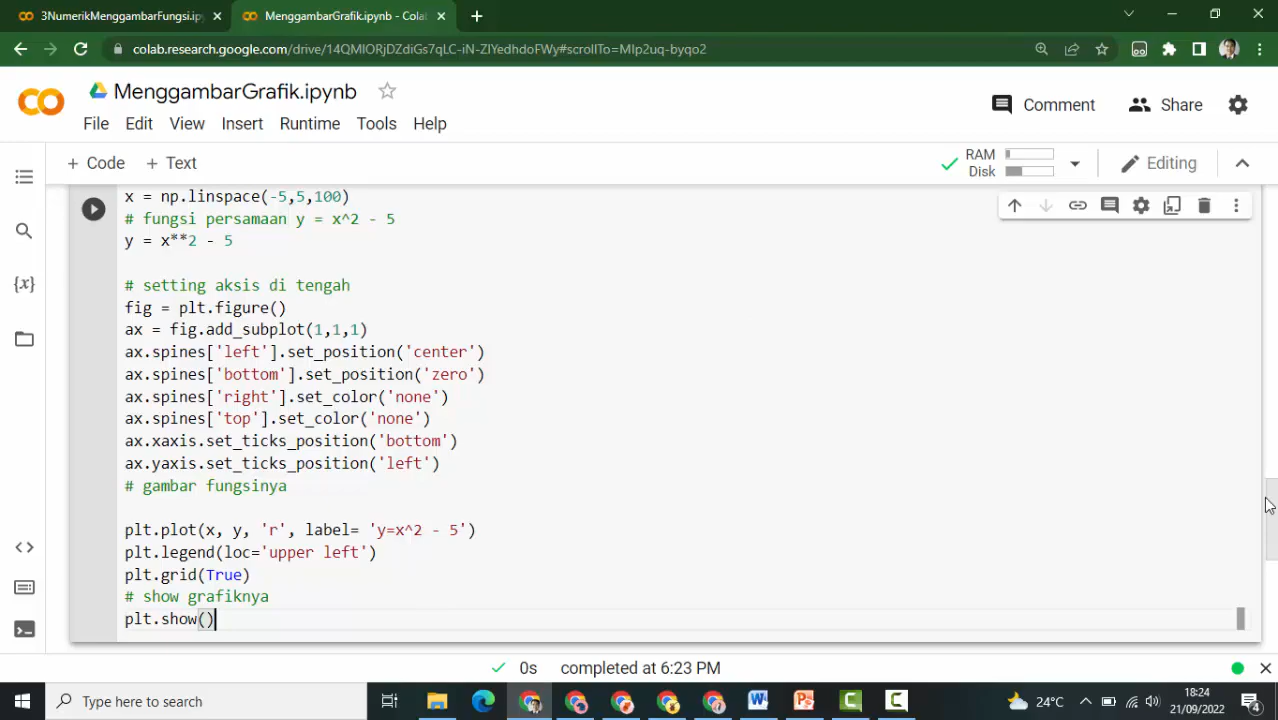 3NumerikMenggambarFungsi.ipy
MenggambarGrafik.ipynb - Colab
colab.research.google.com/drive/14QMIORjDZdiGs7qLC-iN-ZIYedhdoFWy#scrollTo=MIp2uq-byqo2
MenggambarGrafik.ipynb
Comment
Share
File Edit View Insert Runtime Tools Help
+ Code + Text
RAM
Disk
Editing
x = np.linspace(-5,5,100)
# fungsi persamaan y = x^2 - 5
y = x**2 - 5
# setting aksis di tengah
fig = plt.figure()
ax = fig.add_subplot(1,1,1)
ax.spines['left'].set_position('center')
ax.spines['bottom'].set_position('zero')
ax.spines['right'].set_color('none')
ax.spines['top'].set_color('none')
ax.xaxis.set_ticks_position('bottom')
ax.yaxis.set_ticks_position('left')
# gambar fungsinya
plt.plot(x, y, 'r', label= 'y=x^2 - 5')
plt.legend(loc='upper left')
plt.grid(True)
# show grafiknya
plt.show()
0s completed at 6:23 PM
Type here to search
24°C
18:24
21/09/2022
4